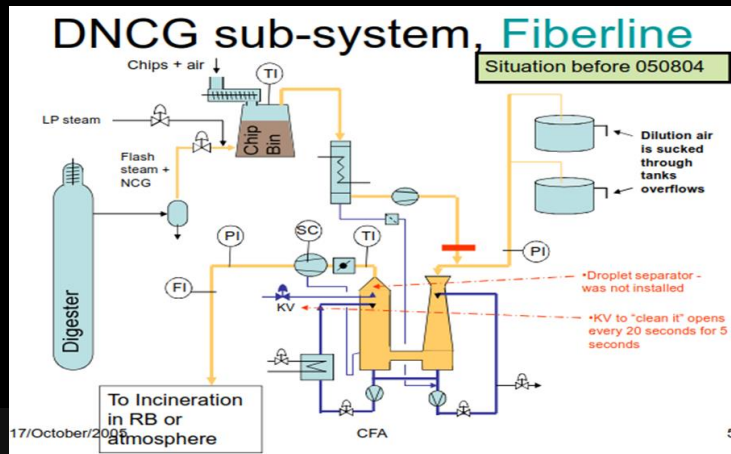 DNCG sub-system, Fiberline
Situation before 050804
Chips + air
TI
LP steam
Chip
Bin
Flash
steam +
NCG
Dilution air
is sucked
through
tanks
overflows
Digester
PI
SC
TI
PI
FI
KV
•Droplet separator -
was not installed
•KV to "clean it" opens
every 20 seconds for 5
seconds
To Incineration
in RB or
atmosphere
17/October/2005
CFA